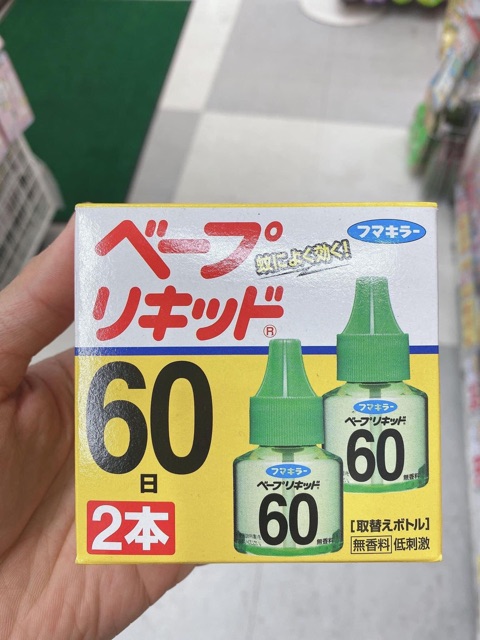 ベープ
リキッド®
蚊によく効く!
フマキラー
60
日
2本
フマキラー
ベープリキッド
60
無香料
フマキラー
ベープリキッド
60
無香料
[取替えボトル]
無香料 低刺激